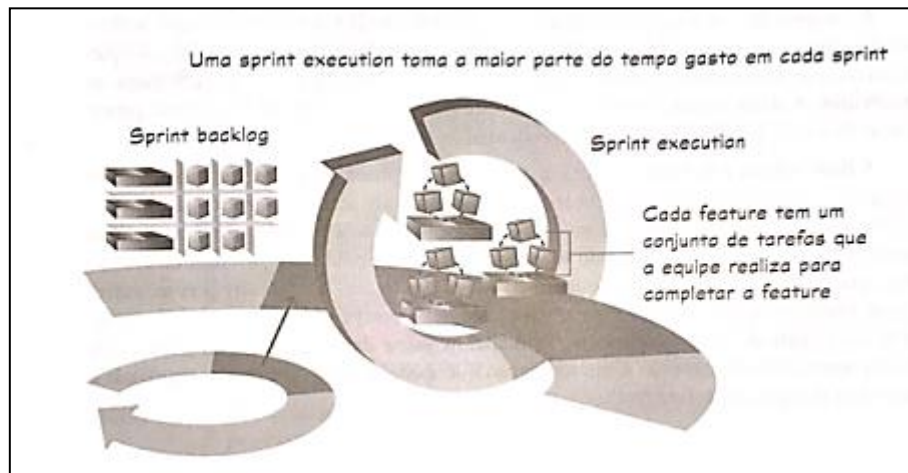 Uma sprint execution toma a maior parte do tempo gasto em cada sprint
Sprint backlog
Sprint execution
Cada feature tem um
conjunto de tarefas que
a equipe realiza para
completar a feature